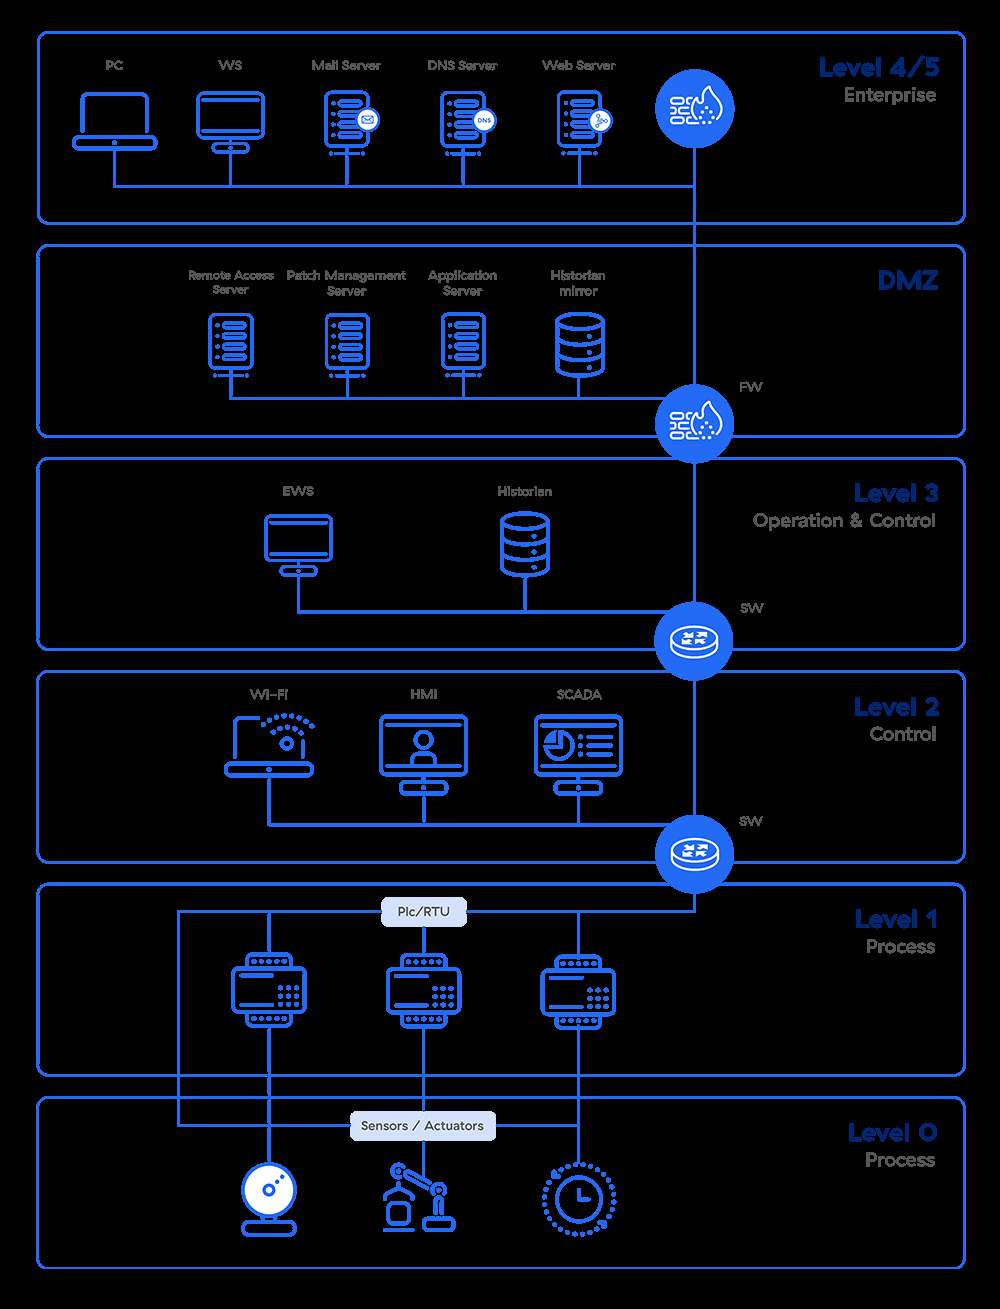 PC
WS
Mail Server
DNS Server
Web Server
DNS
Level 4/5
Enterprise
Remote Access
Server
Patch Management
Server
Application
Server
Historian
mirror
DMZ
FW
EWS
Historian
Level 3
Operation & Control
SW
Wi-Fi
HMI
SCADA
Level 2
Control
SW
Plc/RTU
Level 1
Process
Sensors / Actuators
Level 0
Process